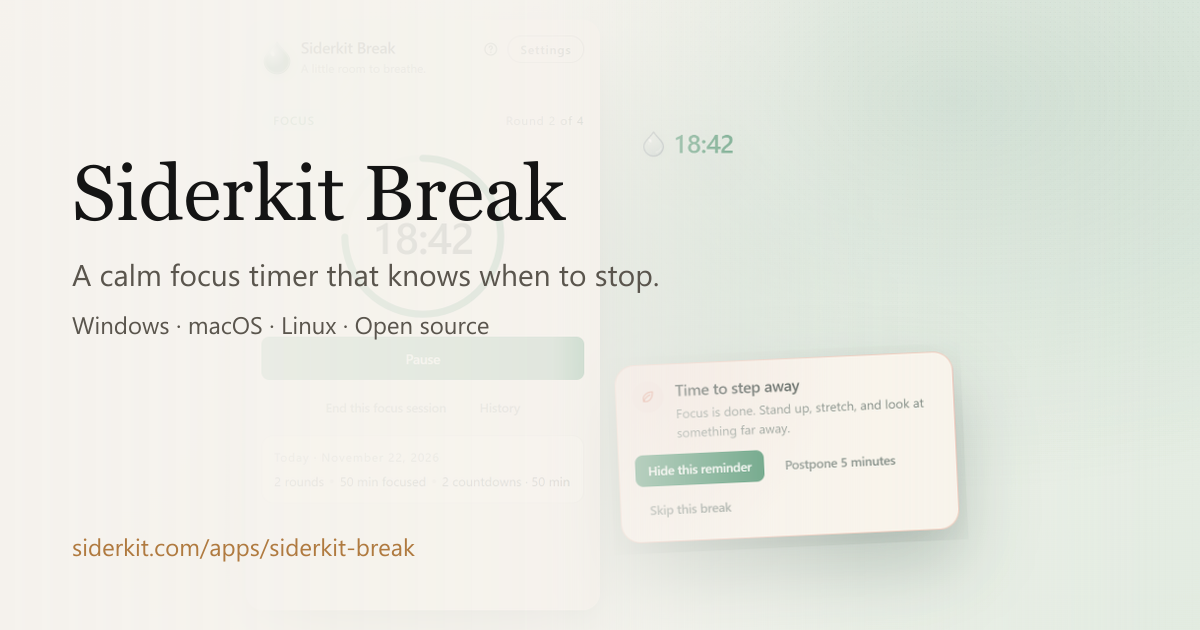 Siderkit Break
A little room to breathe.
Settings
FOCUS
Round 2 of 4
18:42
Siderkit Break
18:42
A calm focus timer that knows when to stop.
Windows · macOS · Linux · Open source
Pause
End this focus session
History
Today November 22, 2026
2 rounds · 50 min focused · 2 countdowns · 50 min
Time to step away
Focus is done. Stand up, stretch, and look at
something far away.
Hide this reminder
Postpone 5 minutes
Skip this break
siderkit.com/apps/siderkit-break